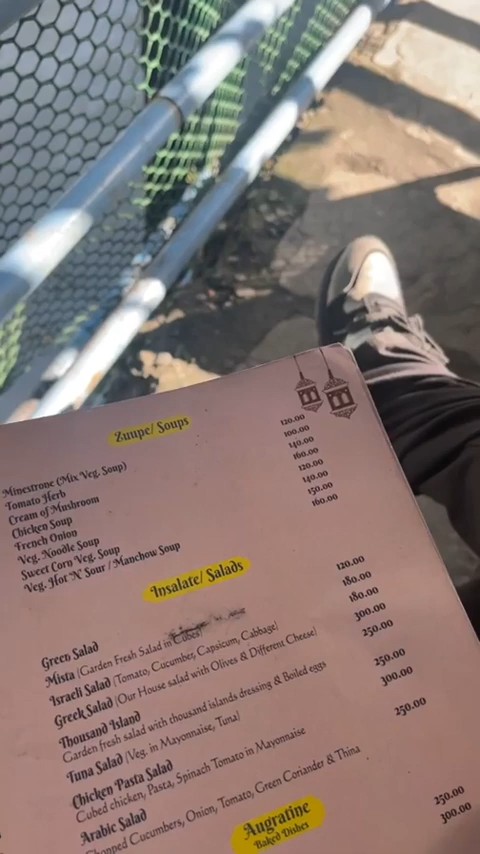 Zuupe/ Soups
Minestrone (Mix Veg. Soup) 120.00
Tomato Herb 100.00
Cream of Mushroom 140.00
Chicken Soup 160.00
French Onion 120.00
Veg. Noodle Soup 140.00
Sweet Corn Veg. Soup 150.00
Veg. Hot 'N' Sour / Manchow Soup 160.00
Insalate/ Salads
Green Salad 120.00
Mista (Garden Fresh Salad in Cubes) 180.00
Israeli Salad (Tomato, Cucumber, Capsicum, Cabbage) 180.00
Greek Salad (Our House salad with Olives & Different Cheese) 300.00
Thousand Island 250.00
Garden fresh salad with thousand islands dressing & Boiled eggs
Tuna Salad (Veg. in Mayonnaise, Tuna) 250.00
Chicken Pasta Salad 300.00
Cubed chicken, Pasta, Spinach Tomato in Mayonnaise
Arabic Salad 250.00
Chopped Cucumbers, Onion, Tomato, Green Coriander & Thina
Augratine
Baked Dishes
250.00
300.00